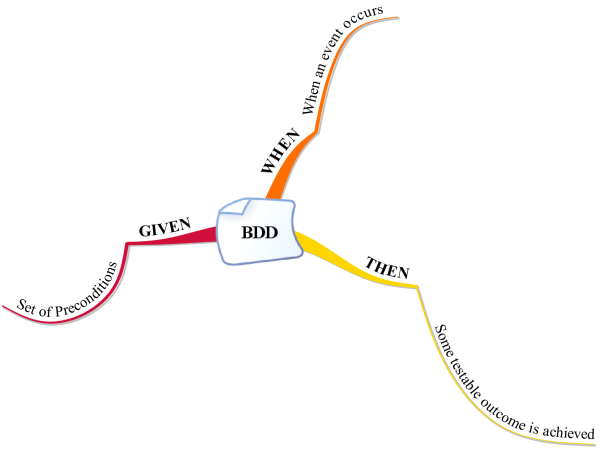 BDD
GIVEN
Set of Preconditions
WHEN
When an event occurs
THEN
Some testable outcome is achieved